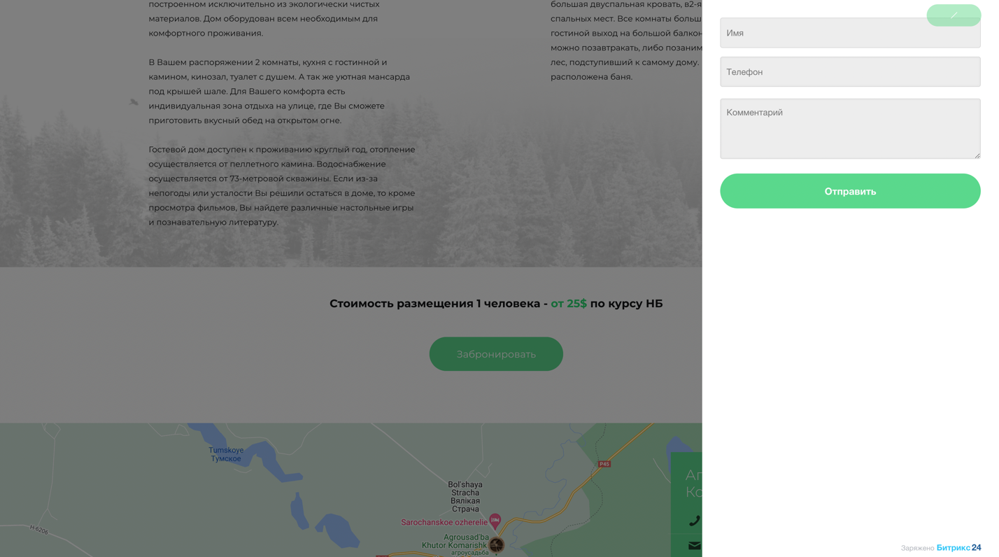 построенном исключительно из экологически чистых
материалов. Дом оборудован всем необходимым для
комфортного проживания.
В Вашем распоряжении 2 комнаты, кухня с гостинной и
камином, кинозал, туалет с душем. А так же уютная мансарда
под крышей шале. Для Вашего комфорта есть
индивидуальная зона отдыха на улице, где Вы сможете
приготовить вкусный обед на открытом огне.
Гостевой дом доступен к проживанию круглый год, отопление
осуществляется от пеллетного камина. Водоснабжение
осуществляется от 73-метровой скважины. Если из-за
непогоды или усталости Вы решили остаться в доме, то кроме
просмотра фильмов, Вы найдете различные настольные игры
и познавательную литературу.
большая двуспальная кровать, в2-я
спальных мест. Все комнаты больш
гостиной выход на большой балкон
можно позавтракать, либо позаним
лес, подступивший к самому дому.
расположена баня.
Стоимость размещения 1 человека - от 25$ по курсу НБ
Забронировать
Tumskoye
Тумское
Н-6206
Bol'shaya
Stracha
Вялікая
Страча
P45
Sarochanskoe ozherelie
Agrousad'ba
Khutor Komarishk
агроусадьба
Аг
Ко
Имя
Телефон
Комментарий
Отправить
Заряжено Битрикс24